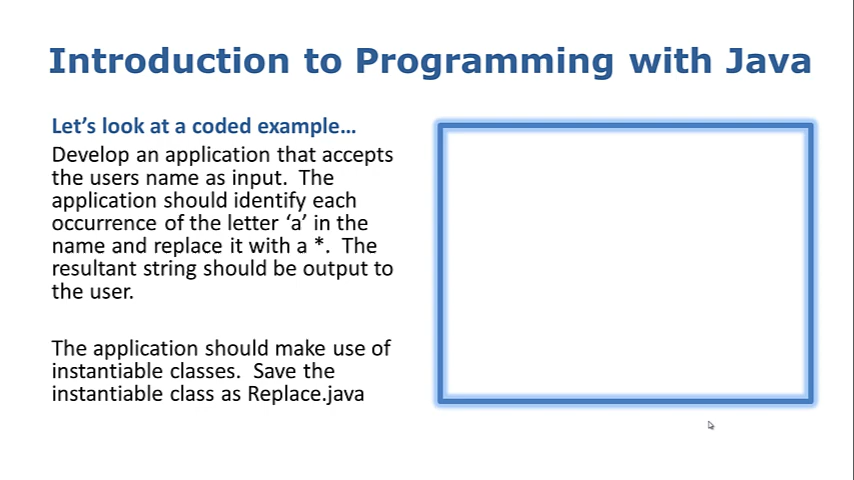 Introduction to Programming with Java
Let’s look at a coded example…
Develop an application that accepts
the users name as input.  The
application should identify each
occurrence of the letter ‘a’ in the
name and replace it with a *.  The
resultant string should be output to
the user.
The application should make use of
instantiable classes.  Save the
instantiable class as Replace.java